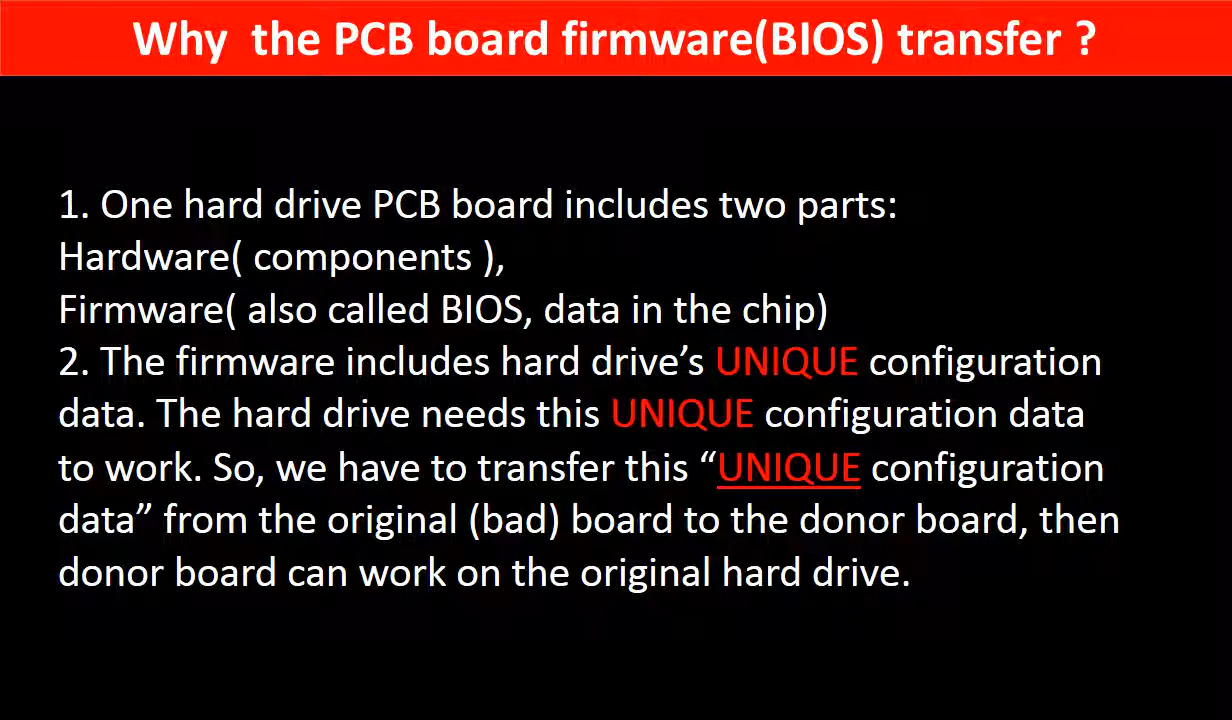 Why the PCB board firmware(BIOS) transfer ?
1. One hard drive PCB board includes two parts:
Hardware( components ),
Firmware( also called BIOS, data in the chip)
2. The firmware includes hard drive’s UNIQUE configuration
data. The hard drive needs this UNIQUE configuration data
to work. So, we have to transfer this “UNIQUE configuration
data” from the original (bad) board to the donor board, then
donor board can work on the original hard drive.